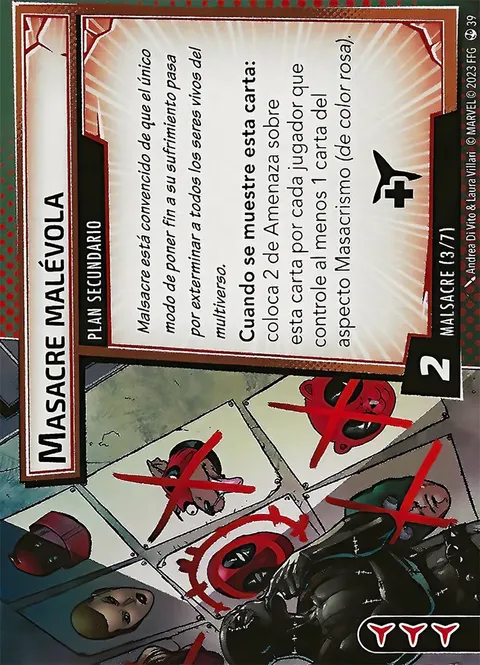 MASACRE MALÉVOLA
PLAN SECUNDARIO
Malsacre está convencido de que el único
modo de poner fin a su sufrimiento pasa
por exterminar a todos los seres vivos del
multiverso.
Cuando se muestre esta carta:
coloca 2 de Amenaza sobre
esta carta por cada jugador que
controle al menos 1 carta del
aspecto Masacrismo (de color rosa).
2
MALSACRE (3/7)
Andrea Di Vito & Laura Villari © MARVEL © 2023 FFG 39